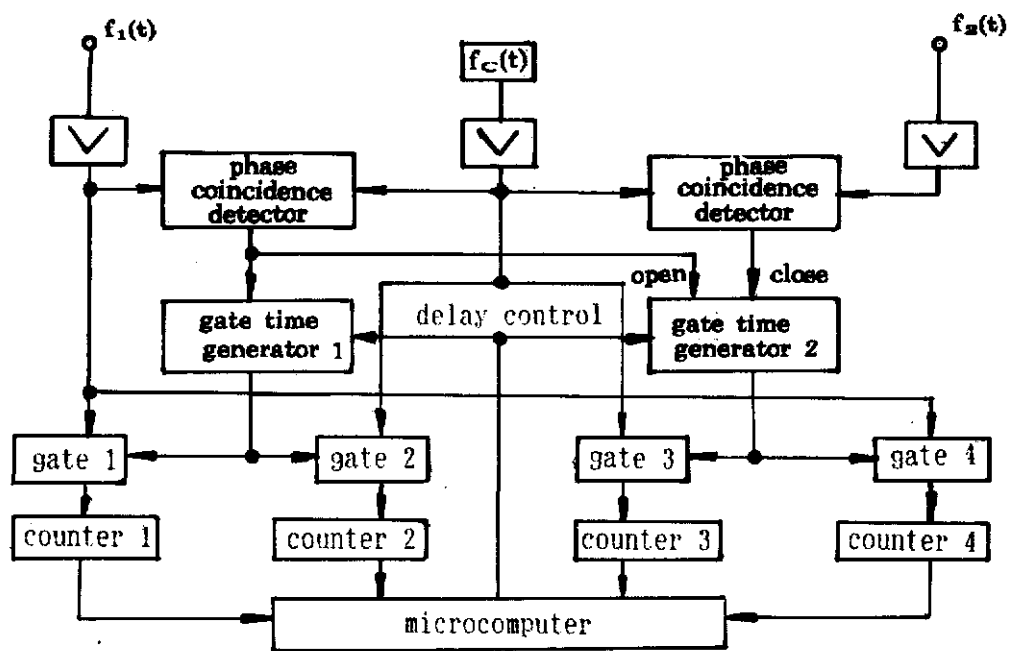 f₁(t)
f_C(t)
f₂(t)
phase
coincidence
detector
phase
coincidence
detector
open
close
gate time
generator 1
delay control
gate time
generator 2
gate 1
gate 2
gate 3
gate 4
counter 1
counter 2
counter 3
counter 4
microcomputer